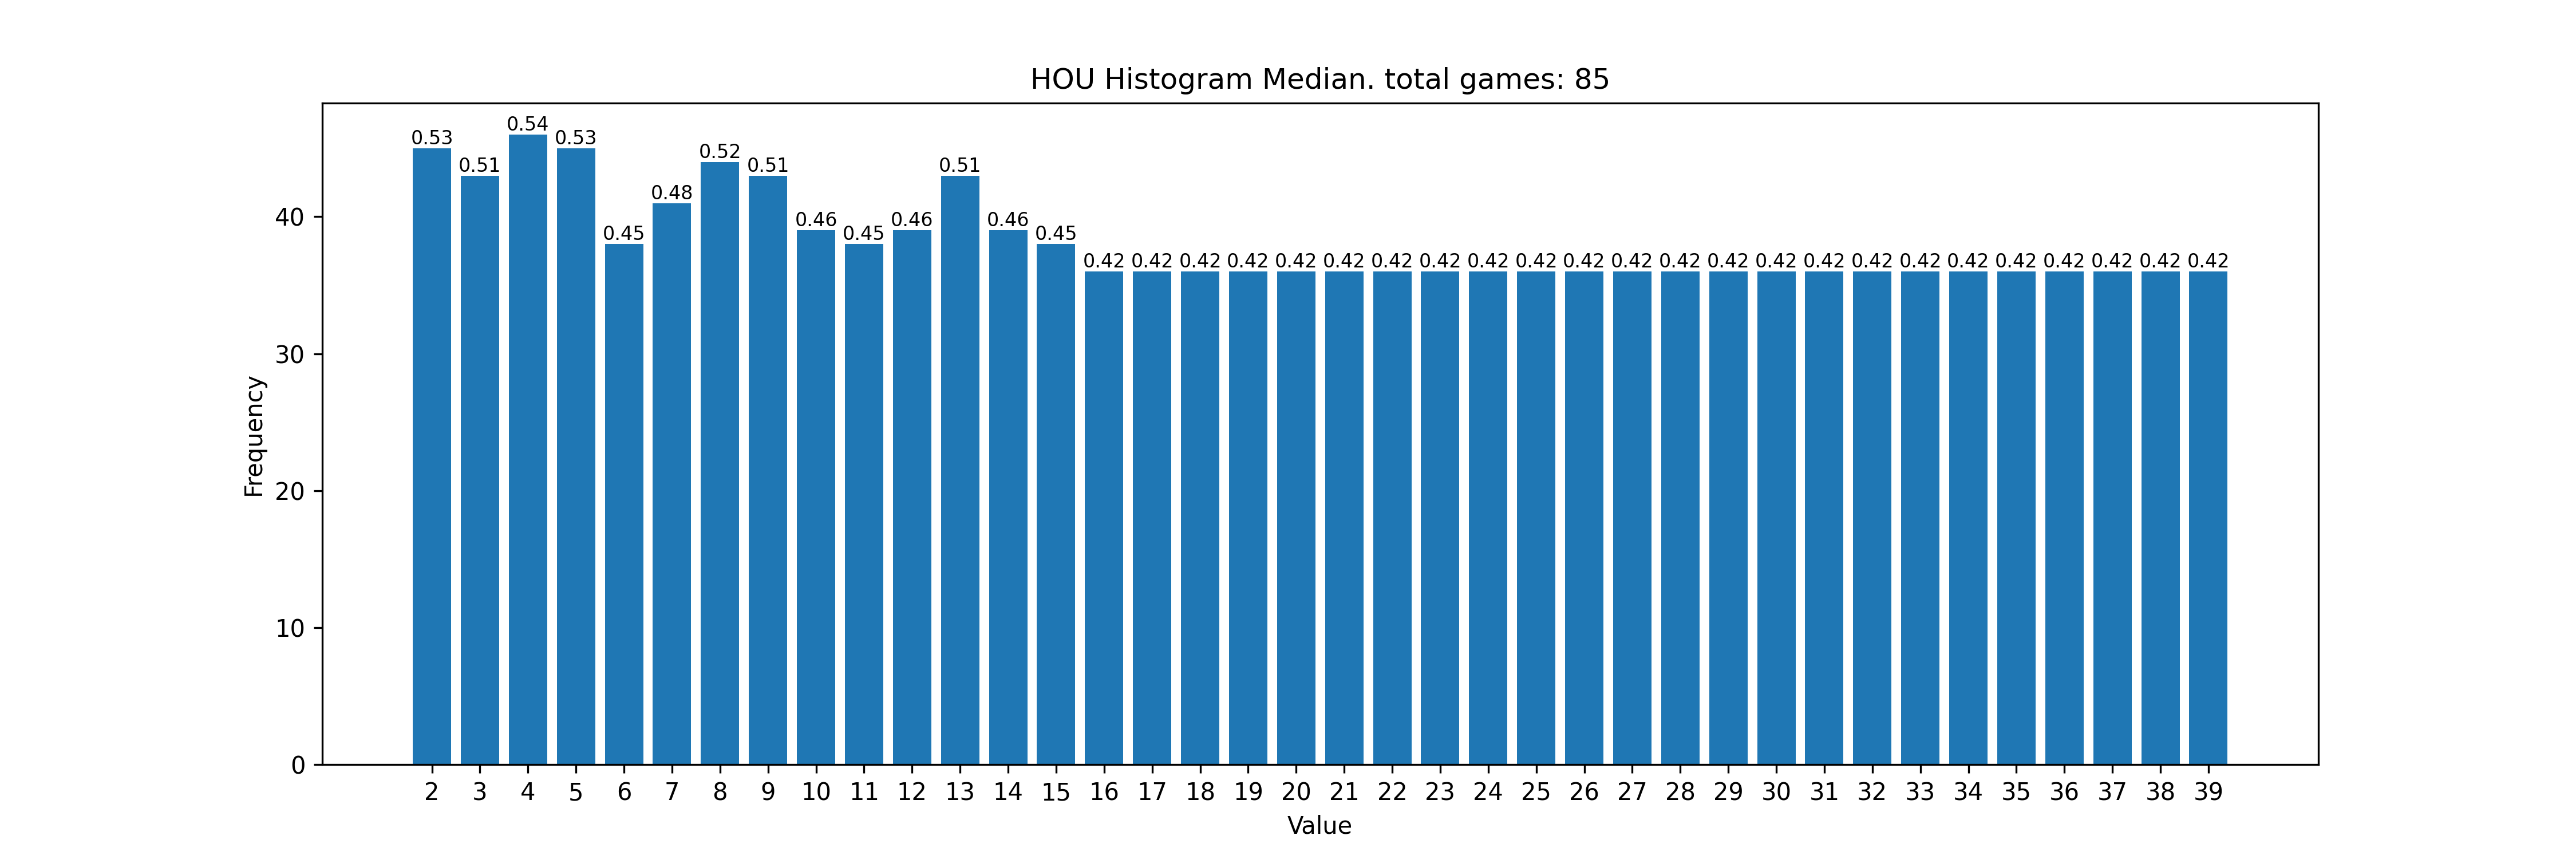 HOU Histogram Median. total games: 85
0.53 0.51 0.54 0.53 0.45 0.48 0.52 0.51 0.46 0.45 0.46 0.51 0.46 0.45 0.42 0.42 0.42 0.42 0.42 0.42 0.42 0.42 0.42 0.42 0.42 0.42 0.42 0.42 0.42 0.42 0.42 0.42 0.42 0.42 0.42 0.42 0.42 0.42
40
30
20
10
0
Frequency
2 3 4 5 6 7 8 9 10 11 12 13 14 15 16 17 18 19 20 21 22 23 24 25 26 27 28 29 30 31 32 33 34 35 36 37 38 39
Value